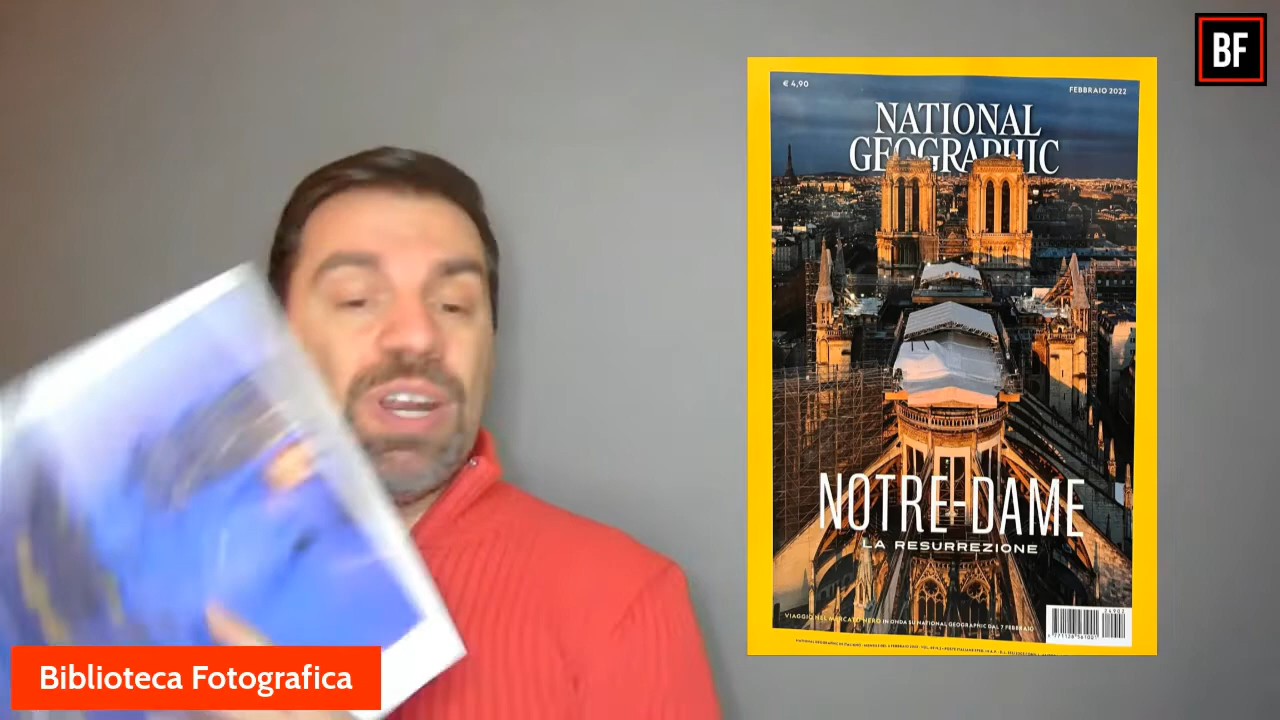 BF
€ 4,90
FEBBRAIO 2022
NATIONAL
GEOGRAPHIC
NOTRE-DAME
LA RESURREZIONE
VIAGGIO NEL MERCATO NERO IN ONDA SU NATIONAL GEOGRAPHIC DAL 7 FEBBRAIO
Biblioteca Fotografica